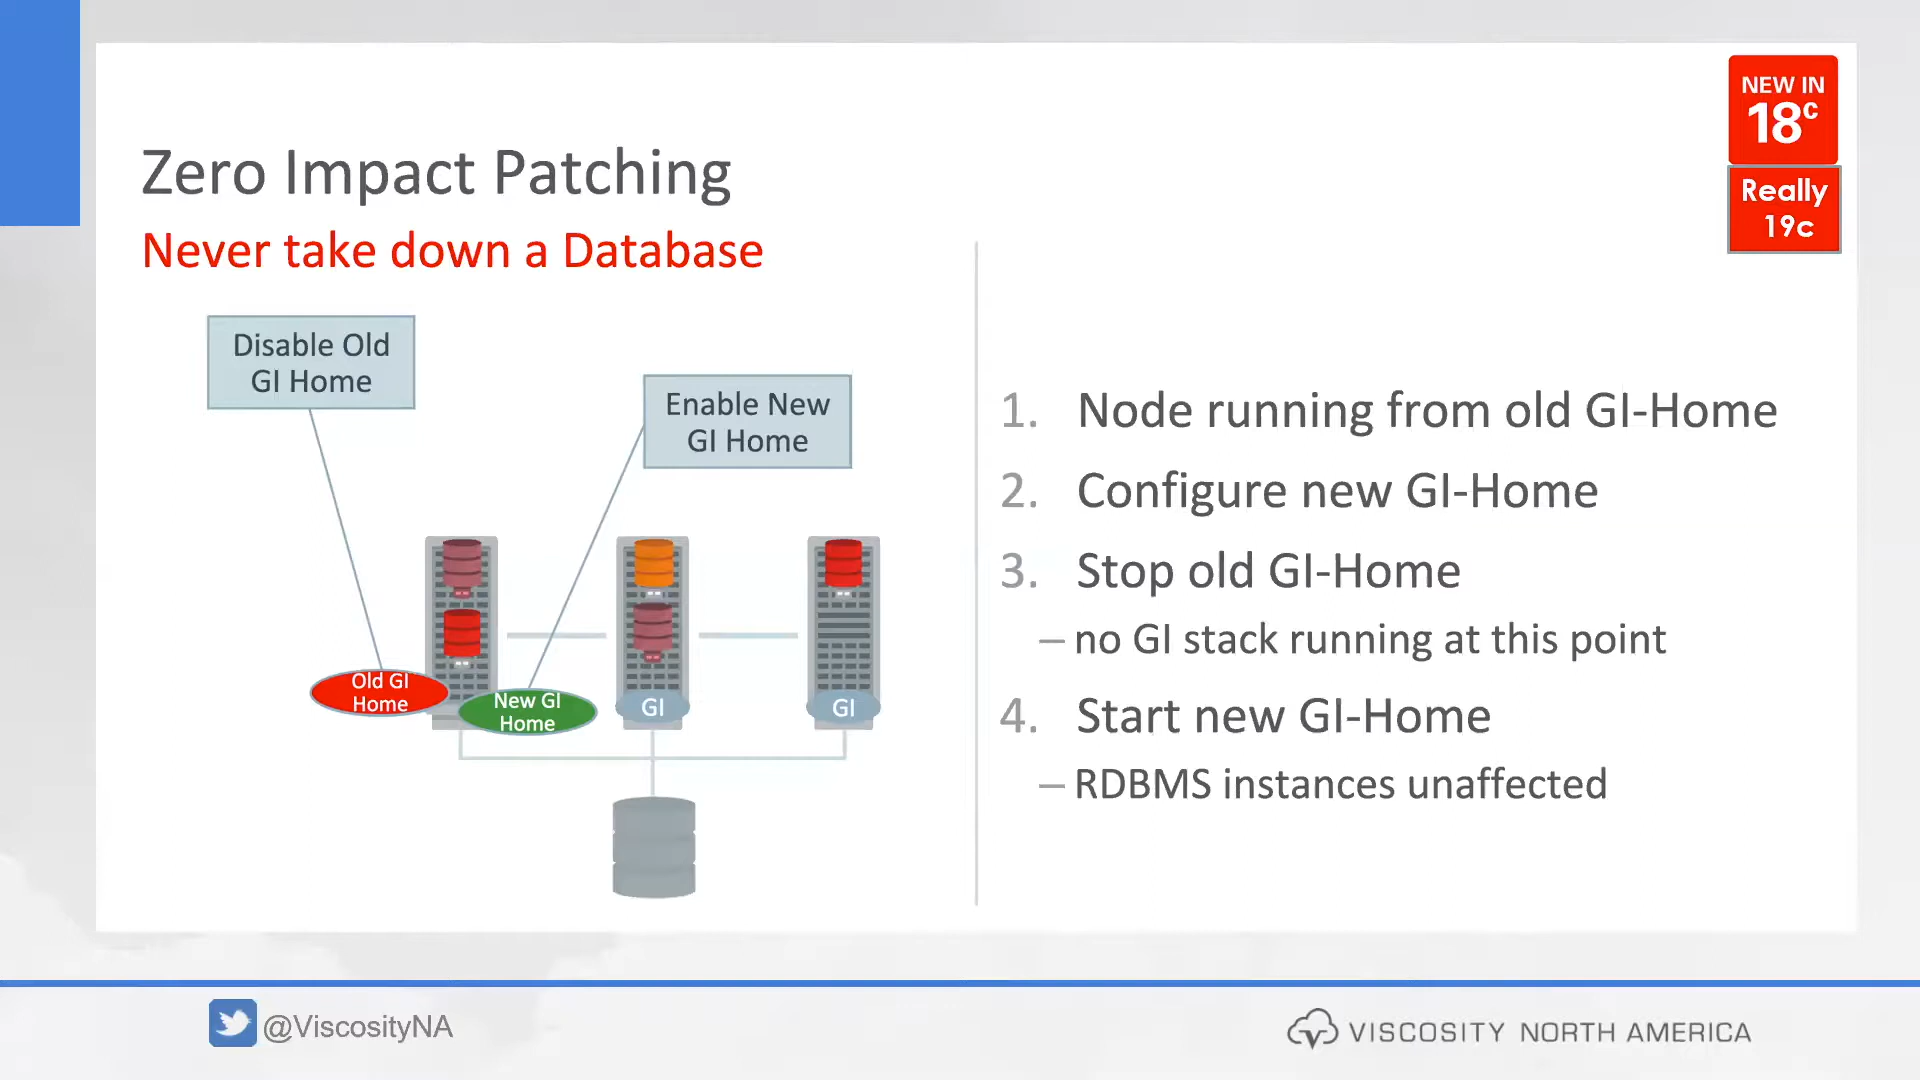 NEW IN
18c
Really
19c
Zero Impact Patching
Never take down a Database
Disable Old
GI Home
Enable New
GI Home
Old GI
Home
New GI
Home
GI
GI
1. Node running from old GI-Home
2. Configure new GI-Home
3. Stop old GI-Home
– no GI stack running at this point
4. Start new GI-Home
– RDBMS instances unaffected
@ViscosityNA
VISCOSITY NORTH AMERICA